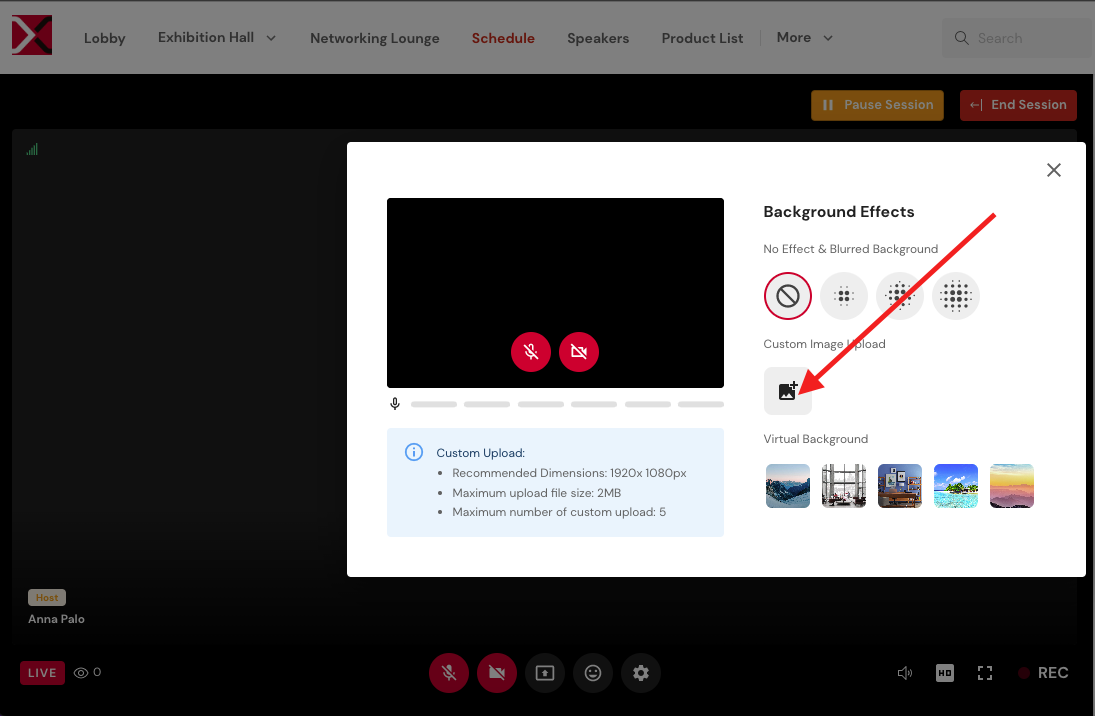 Lobby
Exhibition Hall
Networking Lounge
Schedule
Speakers
Product List
More
Search
Pause Session
End Session
Background Effects
No Effect & Blurred Background
Custom Image Upload
Custom Upload:
Recommended Dimensions: 1920x 1080px
Maximum upload file size: 2MB
Maximum number of custom upload: 5
Virtual Background
Host
Anna Palo
LIVE
0
HD
REC